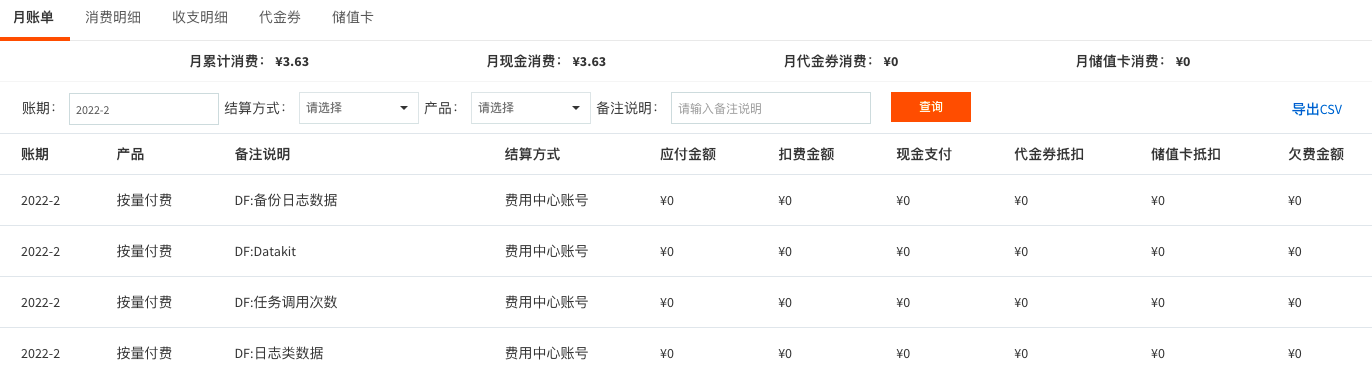 月账单 消费明细 收支明细 代金券 储值卡
月累计消费： ¥3.63 月现金消费： ¥3.63 月代金券消费： ¥0 月储值卡消费： ¥0
账期： 2022-2 结算方式： 请选择 产品： 请选择 备注说明： 请输入备注说明 查询 导出CSV
账期 产品 备注说明 结算方式 应付金额 扣费金额 现金支付 代金券抵扣 储值卡抵扣 欠费金额
2022-2 按量付费 DF:备份日志数据 费用中心账号 ¥0 ¥0 ¥0 ¥0 ¥0 ¥0
2022-2 按量付费 DF:Datakit 费用中心账号 ¥0 ¥0 ¥0 ¥0 ¥0 ¥0
2022-2 按量付费 DF:任务调用次数 费用中心账号 ¥0 ¥0 ¥0 ¥0 ¥0 ¥0
2022-2 按量付费 DF:日志类数据 费用中心账号 ¥0 ¥0 ¥0 ¥0 ¥0 ¥0